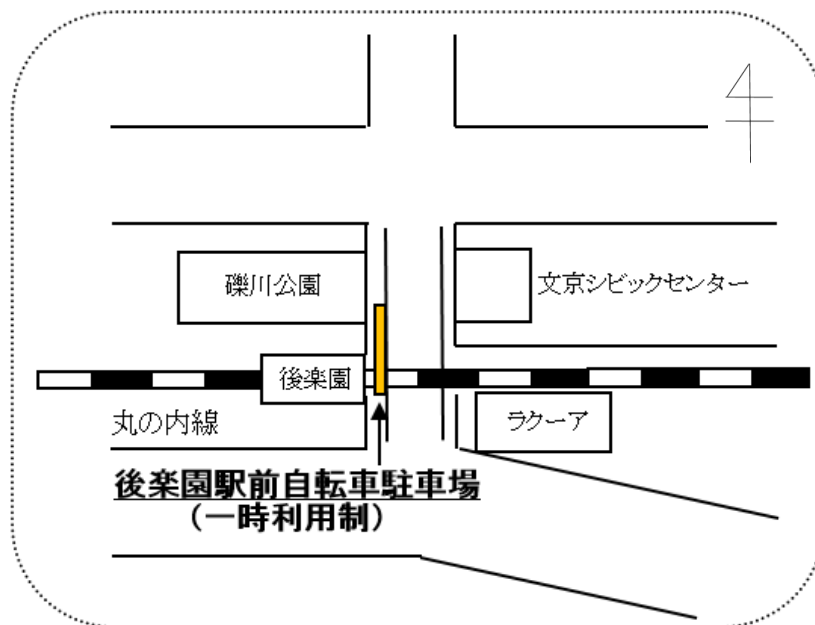 礫川公園
文京シビックセンター
後楽園
丸の内線
ラクーア
後楽園駅前自転車駐車場
（一時利用制）